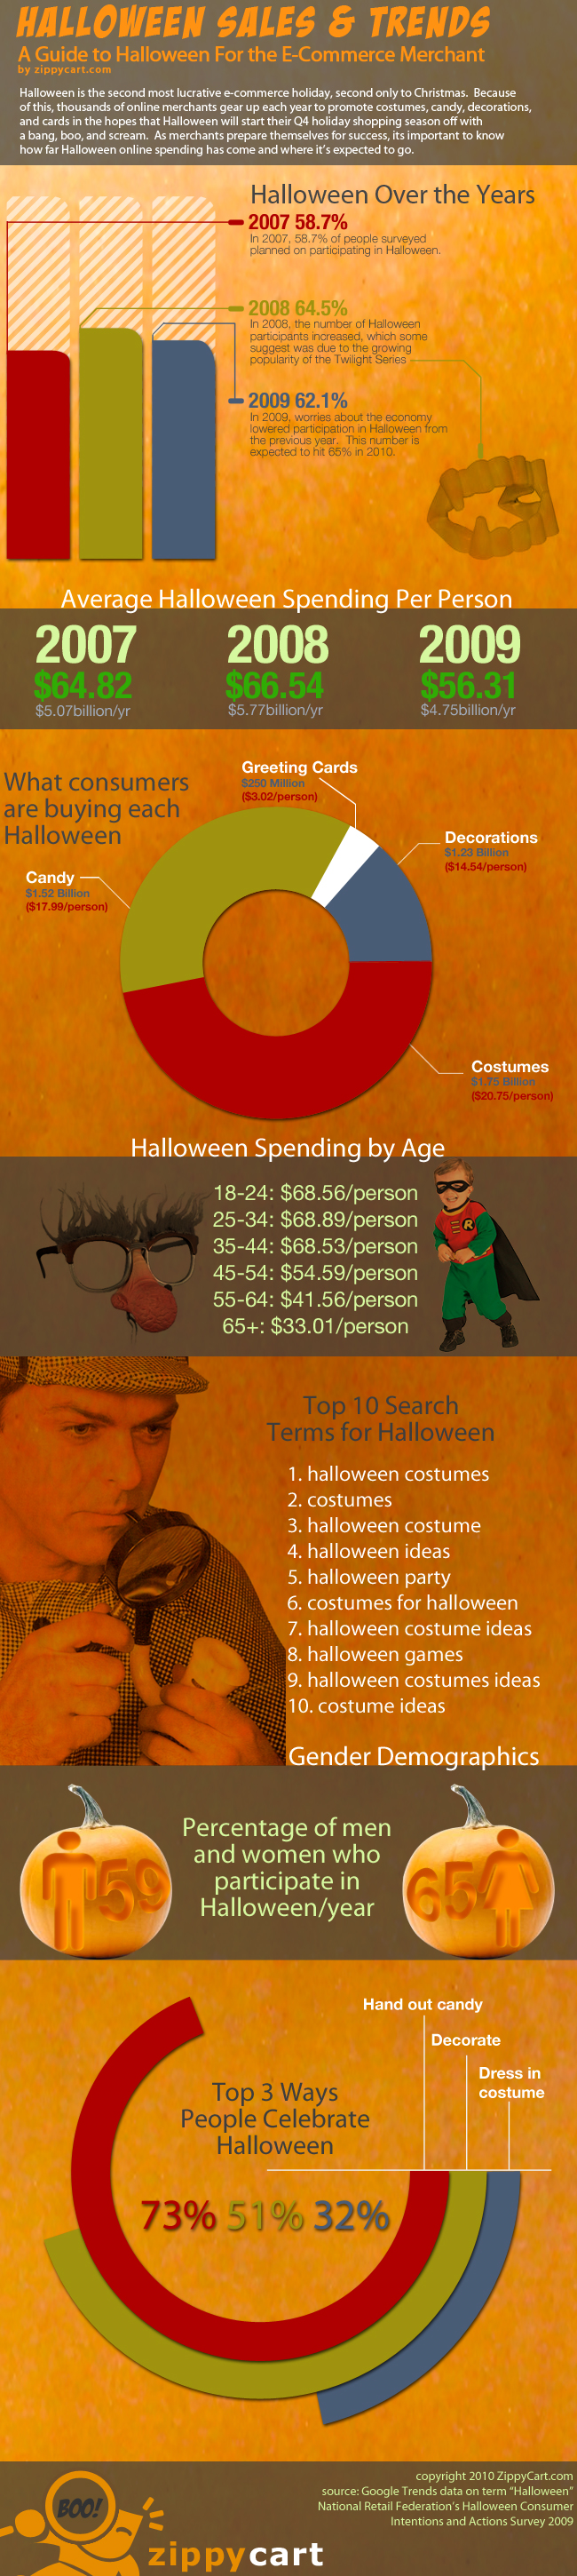 HALLOWEEN SALES & TRENDS
A Guide to Halloween For the E-Commerce Merchant
by zippycart.com
Halloween is the second most lucrative e-commerce holiday, second only to Christmas. Because
of this, thousands of online merchants gear up each year to promote costumes, candy, decorations,
and cards in the hopes that Halloween will start their Q4 holiday shopping season off with
a bang, boo, and scream. As merchants prepare themselves for success, its important to know
how far Halloween online spending has come and where it's expected to go.
Halloween Over the Years
2007 58.7%
In 2007, 58.7% of people surveyed
planned on participating in Halloween.
2008 64.5%
In 2008, the number of Halloween
participants increased, which some
suggest was due to the growing
popularity of the Twilight Series
2009 62.1%
In 2009, worries about the economy
lowered participation in Halloween from
the previous year. This number is
expected to hit 65% in 2010.
Average Halloween Spending Per Person
2007 2008 2009
$64.82 $66.54 $56.31
$5.07billion/yr $5.77billion/yr $4.75billion/yr
What consumers
are buying each
Halloween
Greeting Cards
$250 Million
($3.02/person)
Decorations
$1.23 Billion
($14.54/person)
Candy
$1.52 Billion
($17.99/person)
Costumes
$1.75 Billion
($20.75/person)
Halloween Spending by Age
18-24: $68.56/person
25-34: $68.89/person
35-44: $68.53/person
45-54: $54.59/person
55-64: $41.56/person
65+: $33.01/person
R
Top 10 Search
Terms for Halloween
1. halloween costumes
2. costumes
3. halloween costume
4. halloween ideas
5. halloween party
6. costumes for halloween
7. halloween costume ideas
8. halloween games
9. halloween costumes ideas
10. costume ideas
Gender Demographics
59
Percentage of men
and women who
participate in
Halloween/year
65
Hand out candy
Decorate
Dress in
costume
Top 3 Ways
People Celebrate
Halloween
73% 51% 32%
copyright 2010 ZippyCart.com
source: Google Trends data on term "Halloween"
National Retail Federation's Halloween Consumer
Intentions and Actions Survey 2009
BOO!
zippycart